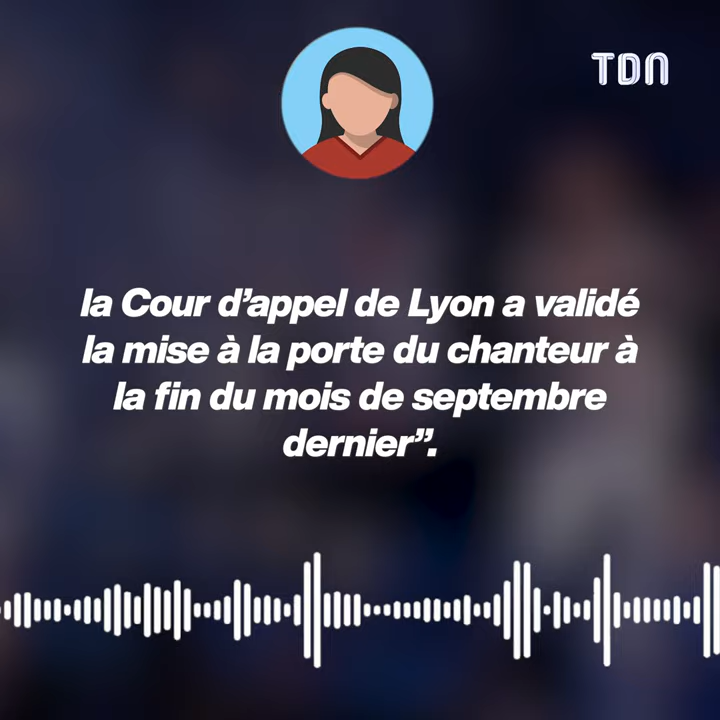 TDN
la Cour d’appel de Lyon a validé
la mise à la porte du chanteur à
la fin du mois de septembre
dernier”.